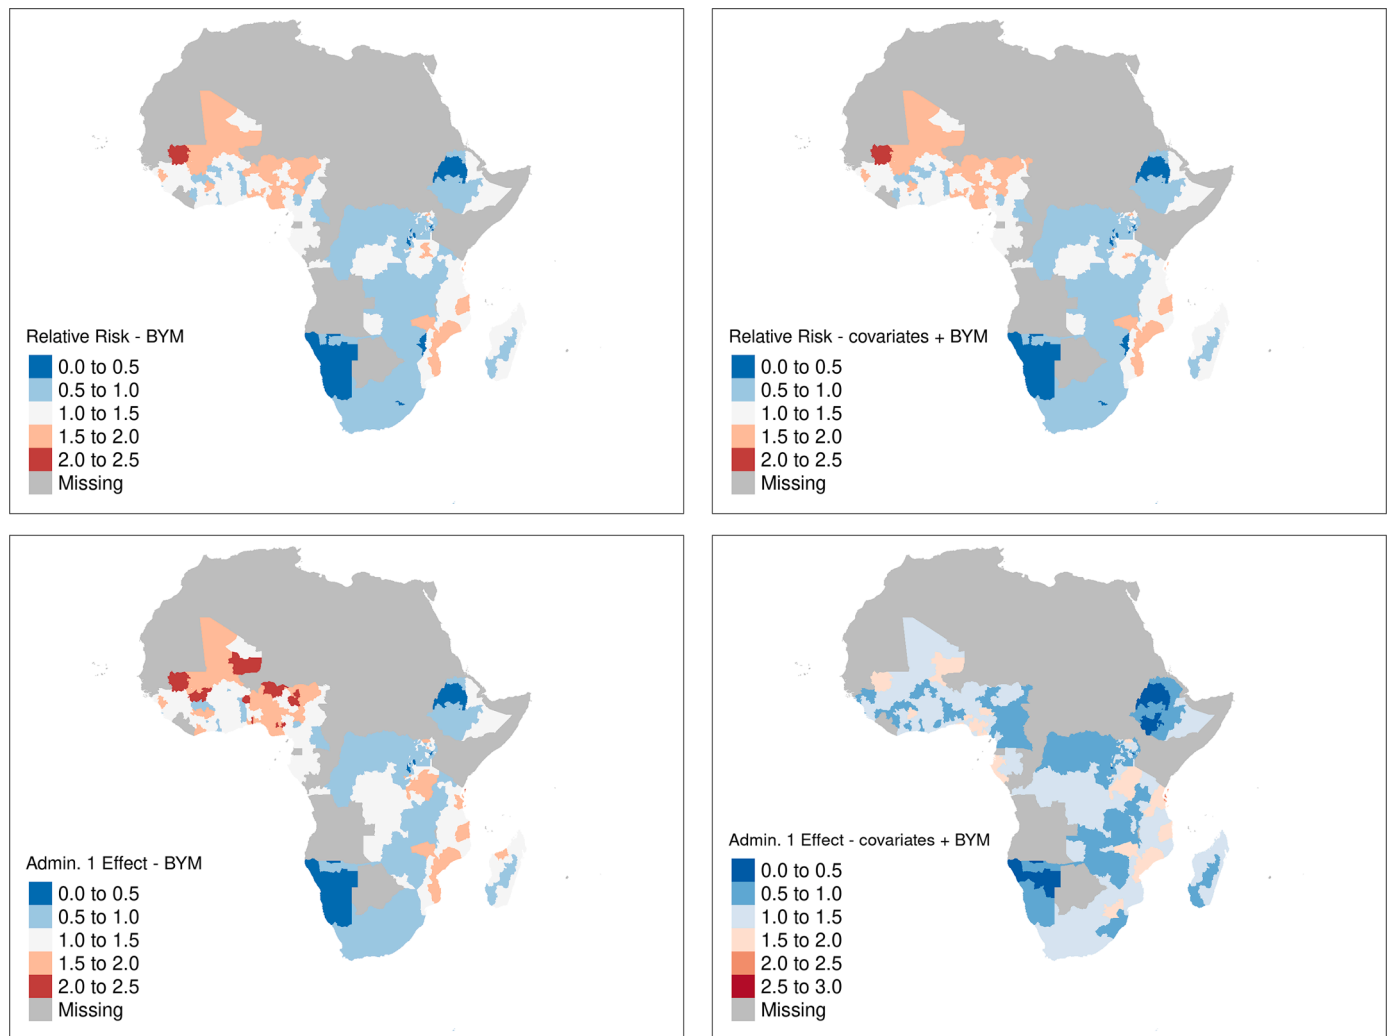 Relative Risk - BYM
0.0 to 0.5
0.5 to 1.0
1.0 to 1.5
1.5 to 2.0
2.0 to 2.5
Missing
Relative Risk - covariates + BYM
0.0 to 0.5
0.5 to 1.0
1.0 to 1.5
1.5 to 2.0
2.0 to 2.5
Missing
Admin. 1 Effect - BYM
0.0 to 0.5
0.5 to 1.0
1.0 to 1.5
1.5 to 2.0
2.0 to 2.5
Missing
Admin. 1 Effect - covariates + BYM
0.0 to 0.5
0.5 to 1.0
1.0 to 1.5
1.5 to 2.0
2.0 to 2.5
2.5 to 3.0
Missing